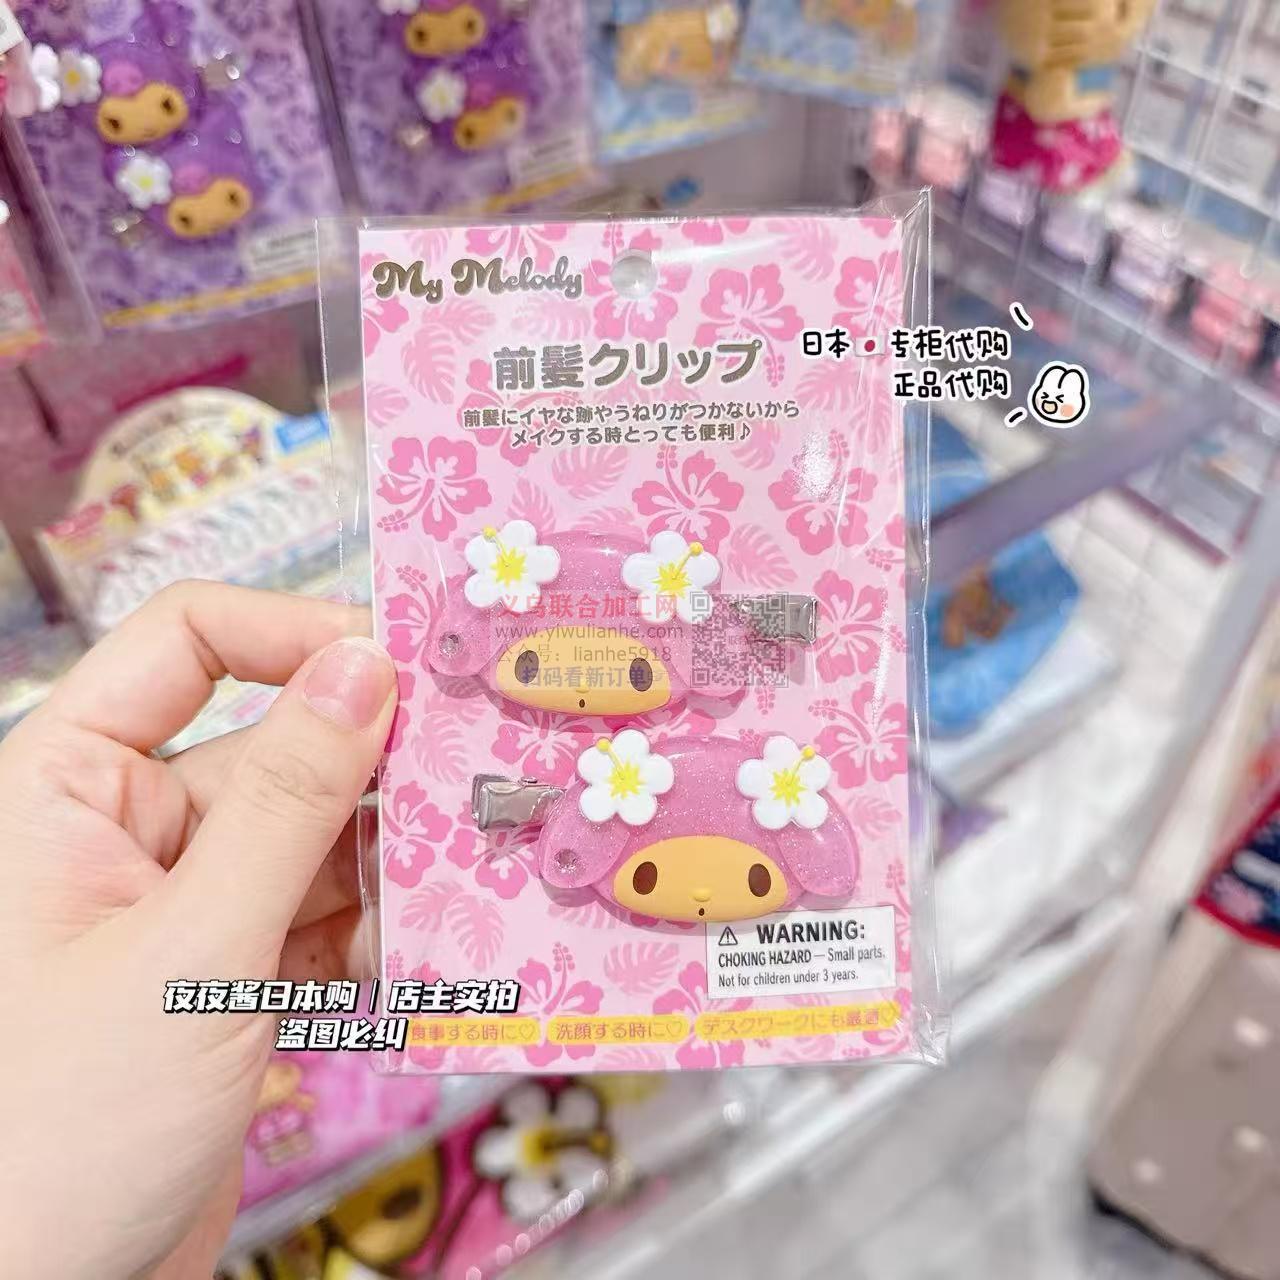 My Melody
前髪クリップ
前髪にイヤな跡やうねりがつかないから
メイクする時とっても便利♪
日本🇯🇵专柜代购
正品代购
义乌联合加工网
www.yiwulianhe.com
公众号：lianhe5918
扫码看新订单
WARNING:
CHOKING HAZARD — Small parts.
Not for children under 3 years.
夜夜酱日本购｜店主实拍
盗图必纠
食事する時に♡ 洗顔する時に♡ デスクワークにも最適♡